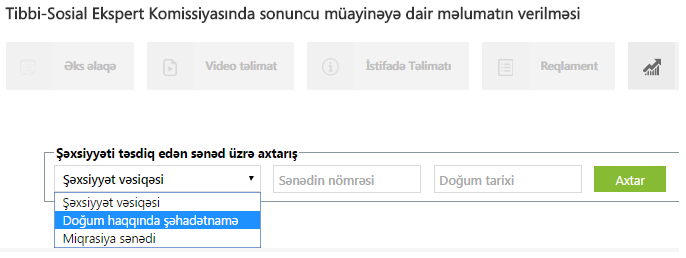 Tibbi-Sosial Ekspert Komissiyasında sonuncu müayinəyə dair məlumatın verilməsi
Əks əlaqə
Video təlimat
İstifadə Təlimatı
Reqlament
Şəxsiyyəti təsdiq edən sənəd üzrə axtarış
Şəxsiyyət vəsiqəsi
Sənədin nömrəsi
Doğum tarixi
Axtar
Şəxsiyyət vəsiqəsi
Doğum haqqında şəhadətnamə
Miqrasiya sənədi